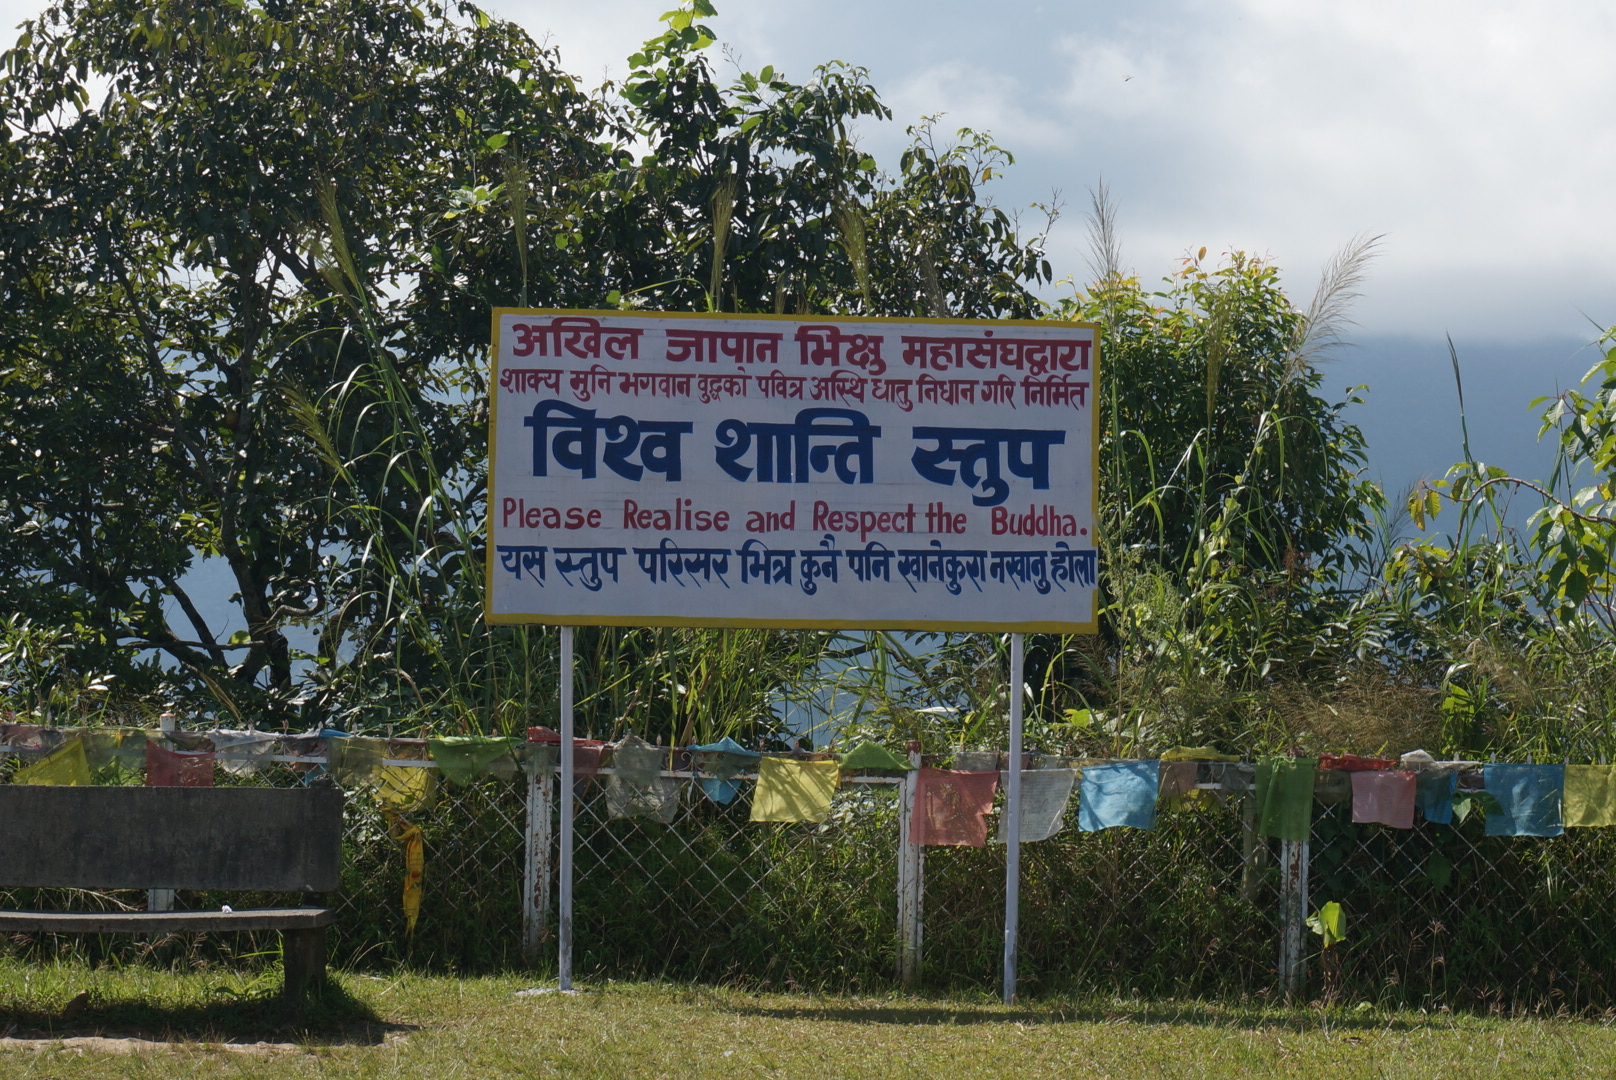 अखिल जापान भिक्षु महासंघद्वारा
शाक्य मुनि भगवान वुद्धको पवित्र अस्थि धातु निधान गरि निर्मित
विश्व शान्ति स्तुप
Please Realise and Respect the Buddha.
यस स्तुप परिसर भित्र कुनै पनि खानेकुरा नखानु होला